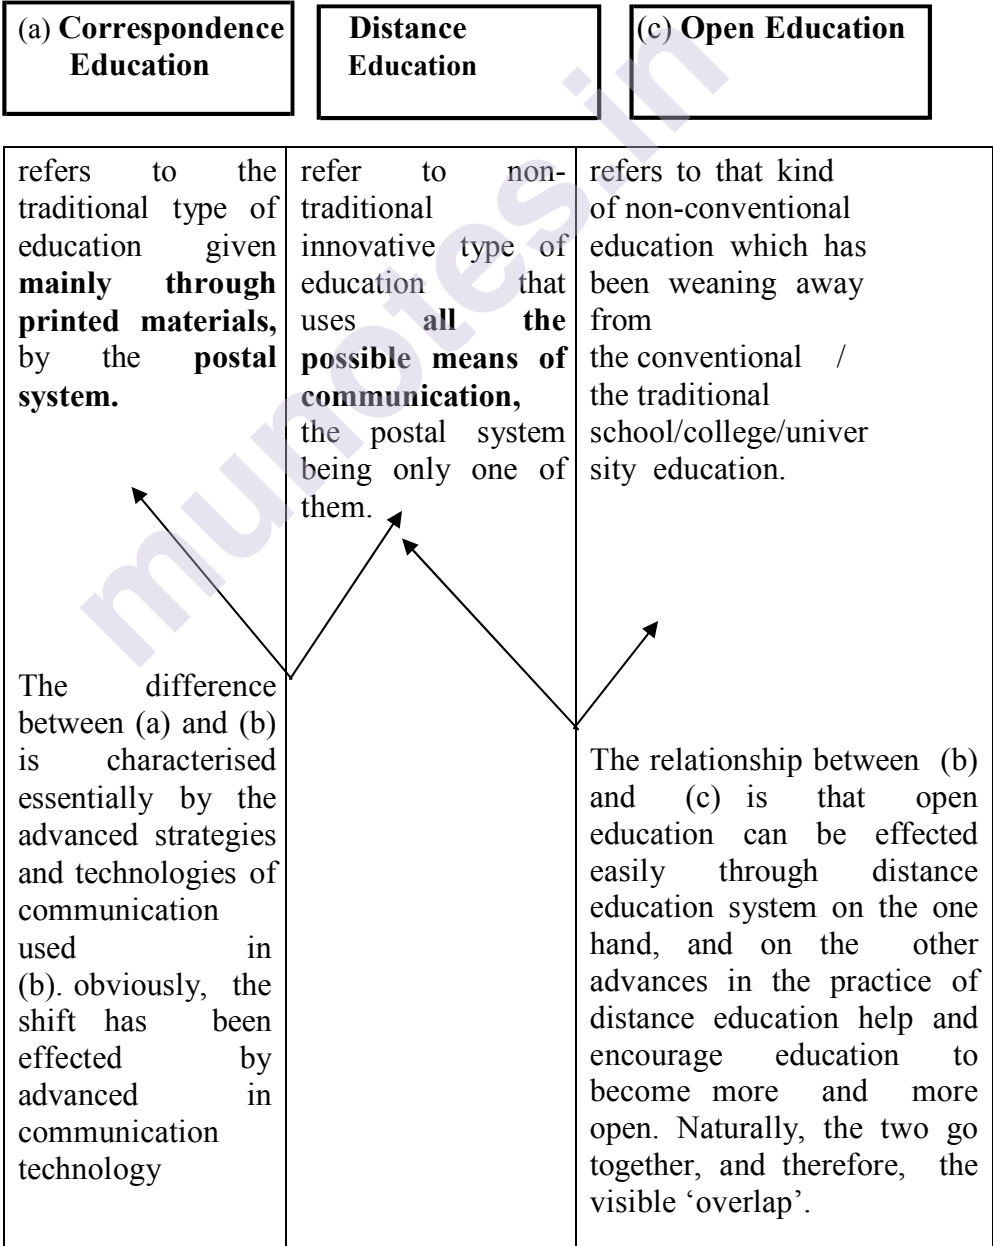 (a) Correspondence
Education
Distance
Education
(c) Open Education
refers to the
traditional type of
education given
mainly through
printed materials,
by the postal
system.
refer to non-
traditional
innovative type of
education that
uses all the
possible means of
communication,
the postal system
being only one of
them.
refers to that kind
of non-conventional
education which has
been weaning away
from
the conventional /
the traditional
school/college/univer
sity education.
The difference
between (a) and (b)
is characterised
essentially by the
advanced strategies
and technologies of
communication
used in
(b). obviously, the
shift has been
effected by
advanced in
communication
technology
The relationship between (b)
and (c) is that open
education can be effected
easily through distance
education system on the one
hand, and on the other
advances in the practice of
distance education help and
encourage education to
become more and more
open. Naturally, the two go
together, and therefore, the
visible ‘overlap’.
munotes.in